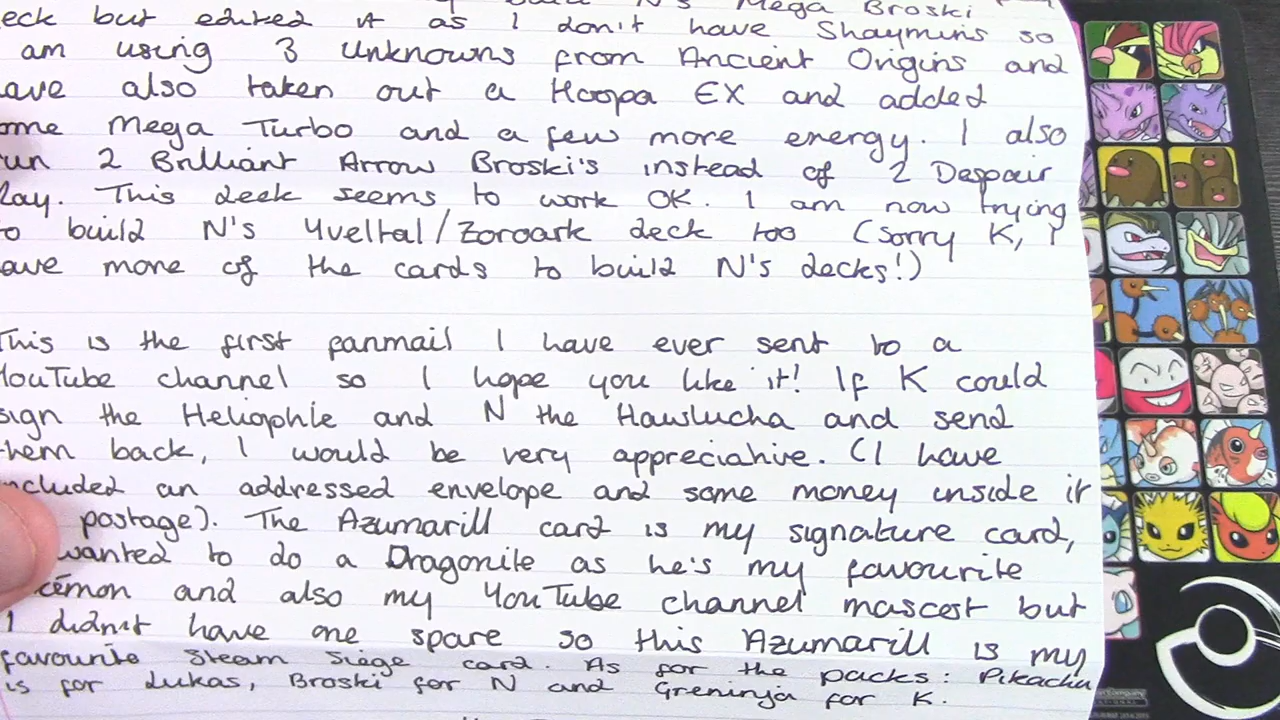 N's Mega Broski
eck but edited it as I don't have Shaymins so
am using 3 Unknowns from Ancient Origins and
ave also taken out a Hoopa EX and added
ome Mega Turbo and a few more energy. I also
un 2 Brilliant Arrow Broski's instead of 2 Despair
Ray. This deck seems to work OK. I am now trying
to build N's Yveltal/Zoroark deck too (sorry K, I
ave more of the cards to build N's decks!)
This is the first fanmail I have ever sent to a
YouTube channel so I hope you like it! If K could
sign the Heliophile and N the Hawlucha and send
them back, I would be very appreciative. (I have
ncluded an addressed envelope and some money inside it
postage). The Azumarill card is my signature card,
wanted to do a Dragonite as he's my favourite
cémon and also my YouTube channel mascot but
I didn't have one spare so this Azumarill is my
favourite Steam Siege card. As for the packs: Pikachu
is for Lukas, Broski for N and Greninja for K.